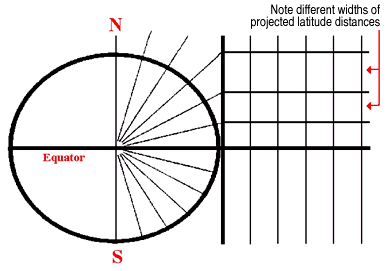 Note different widths of
projected latitude distances
N
Equator
S